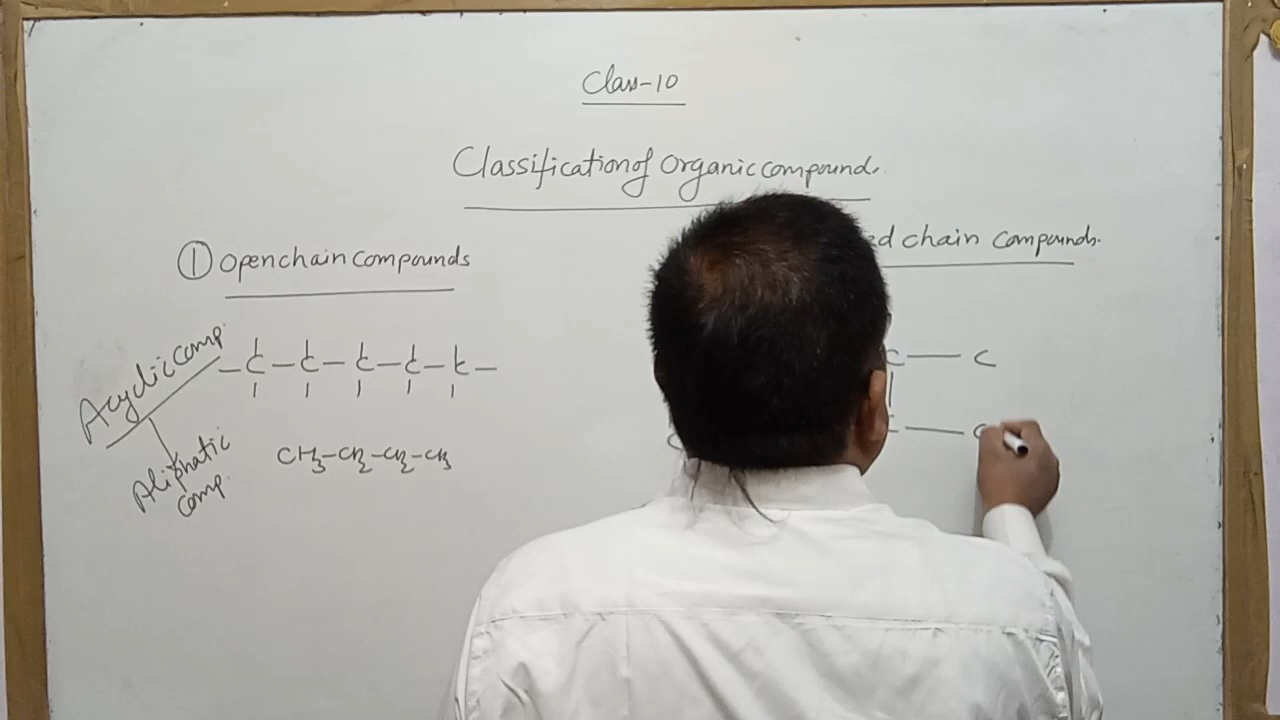 Class-10
Classification of Organic compound.
① Open chain compounds
ed chain compounds.
Acyclic comp.
- C - C - C - C - C -
C — C
Aliphatic
comp.
CH3-CH2-CH2-CH3
C — C